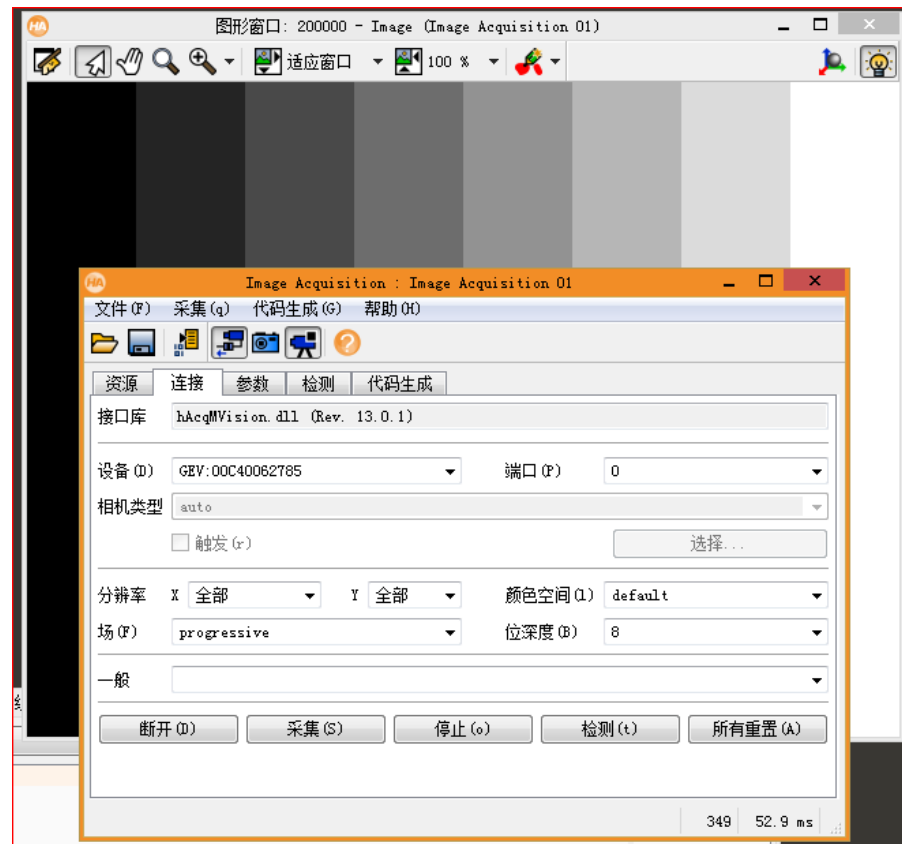 图形窗口: 200000 - Image (Image Acquisition 01)
适应窗口 100 %
Image Acquisition : Image Acquisition 01
文件(F) 采集(q) 代码生成(G) 帮助(H)
资源 连接 参数 检测 代码生成
接口库 hAcqMVision.dll (Rev. 13.0.1)
设备(D) GEV:00C40062785 端口(P) 0
相机类型 auto
触发(r) 选择...
分辨率 X 全部 Y 全部 颜色空间(l) default
场(F) progressive 位深度(B) 8
一般
断开(D) 采集(S) 停止(o) 检测(t) 所有重置(A)
349 52.9 ms